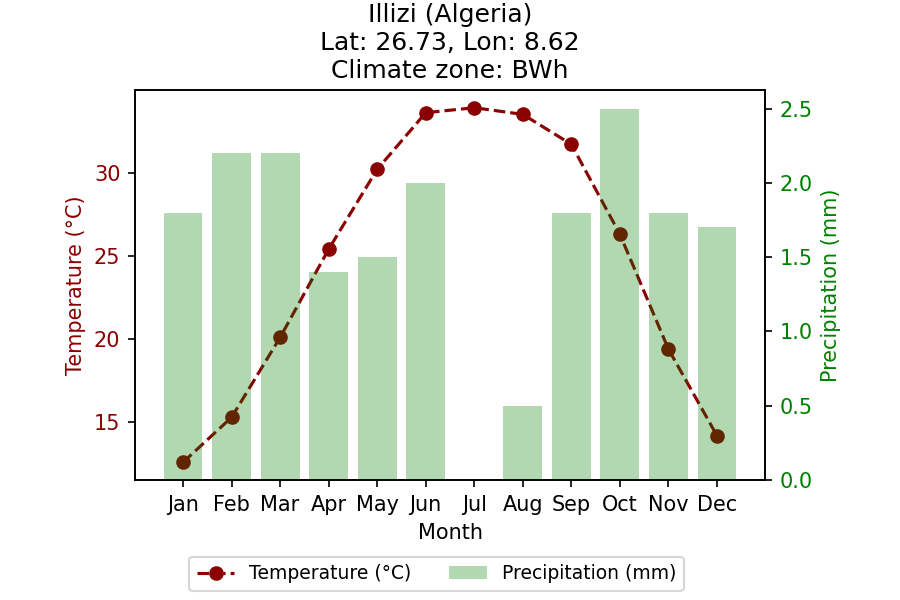 Illizi (Algeria)
Lat: 26.73, Lon: 8.62
Climate zone: BWh
Temperature (°C)
30
25
20
15
Precipitation (mm)
2.5
2.0
1.5
1.0
0.5
0.0
Jan Feb Mar Apr May Jun Jul Aug Sep Oct Nov Dec
Month
Temperature (°C) Precipitation (mm)